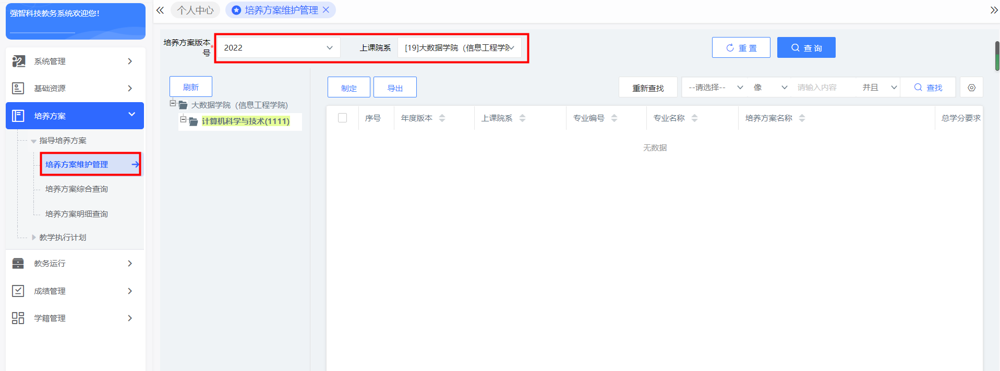 强智科技教务系统欢迎您!
个人中心
培养方案维护管理
培养方案版本
号*
2022
上课院系
[19]大数据学院（信息工程学院
重 置
查 询
系统管理
基础资源
培养方案
指导培养方案
培养方案维护管理
培养方案综合查询
培养方案明细查询
教学执行计划
教务运行
成绩管理
学籍管理
刷新
大数据学院（信息工程学院)
计算机科学与技术(1111)
制定
导出
重新查找
--请选择--
像
请输入内容
并且
查找
序号
年度版本
上课院系
专业编号
专业名称
培养方案名称
总学分要求
无数据